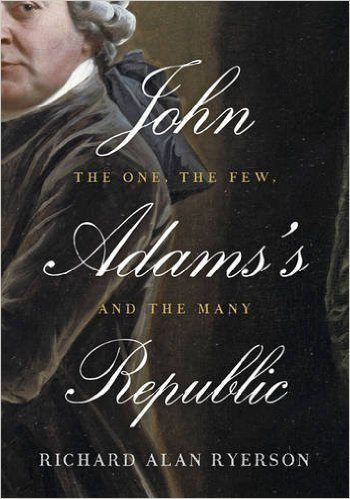 John
THE ONE, THE FEW,
Adams's
AND THE MANY
Republic
RICHARD ALAN RYERSON